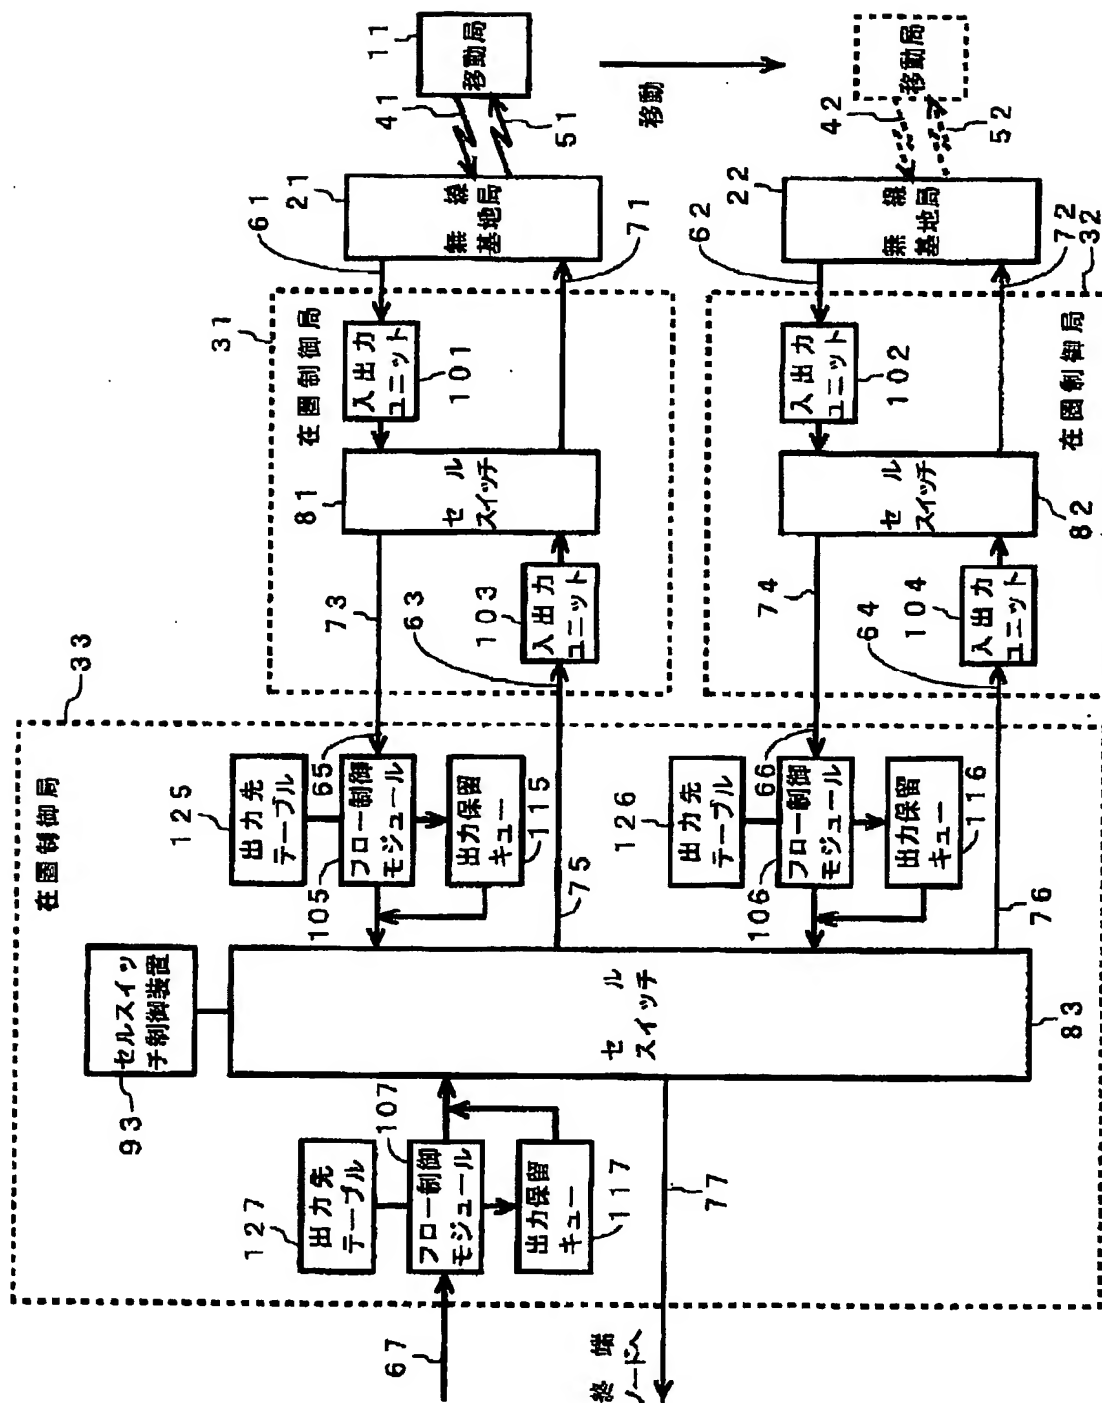 在圏制御局
33
セルスイッ
チ制御装置
93
出力先
テーブル
127
フロー制御
モジュール
107
出力保留
キュー
117
67
終端
ノードへ
77
セル
スイッチ
83
出力先
テーブル
125
フロー制御
モジュール
105
65
出力保留
キュー
115
75
出力先
テーブル
126
フロー制御
モジュール
106
66
出力保留
キュー
116
76
31
在圏制御局
73
セル
スイッチ
81
入出力
ユニット
101
入出力
ユニット
103
63
61
71
無線
基地局
21
41
51
移動局
11
移動
在圏制御局
32
74
セル
スイッチ
82
入出力
ユニット
102
入出力
ユニット
104
64
62
72
無線
基地局
22
42
52
移動局